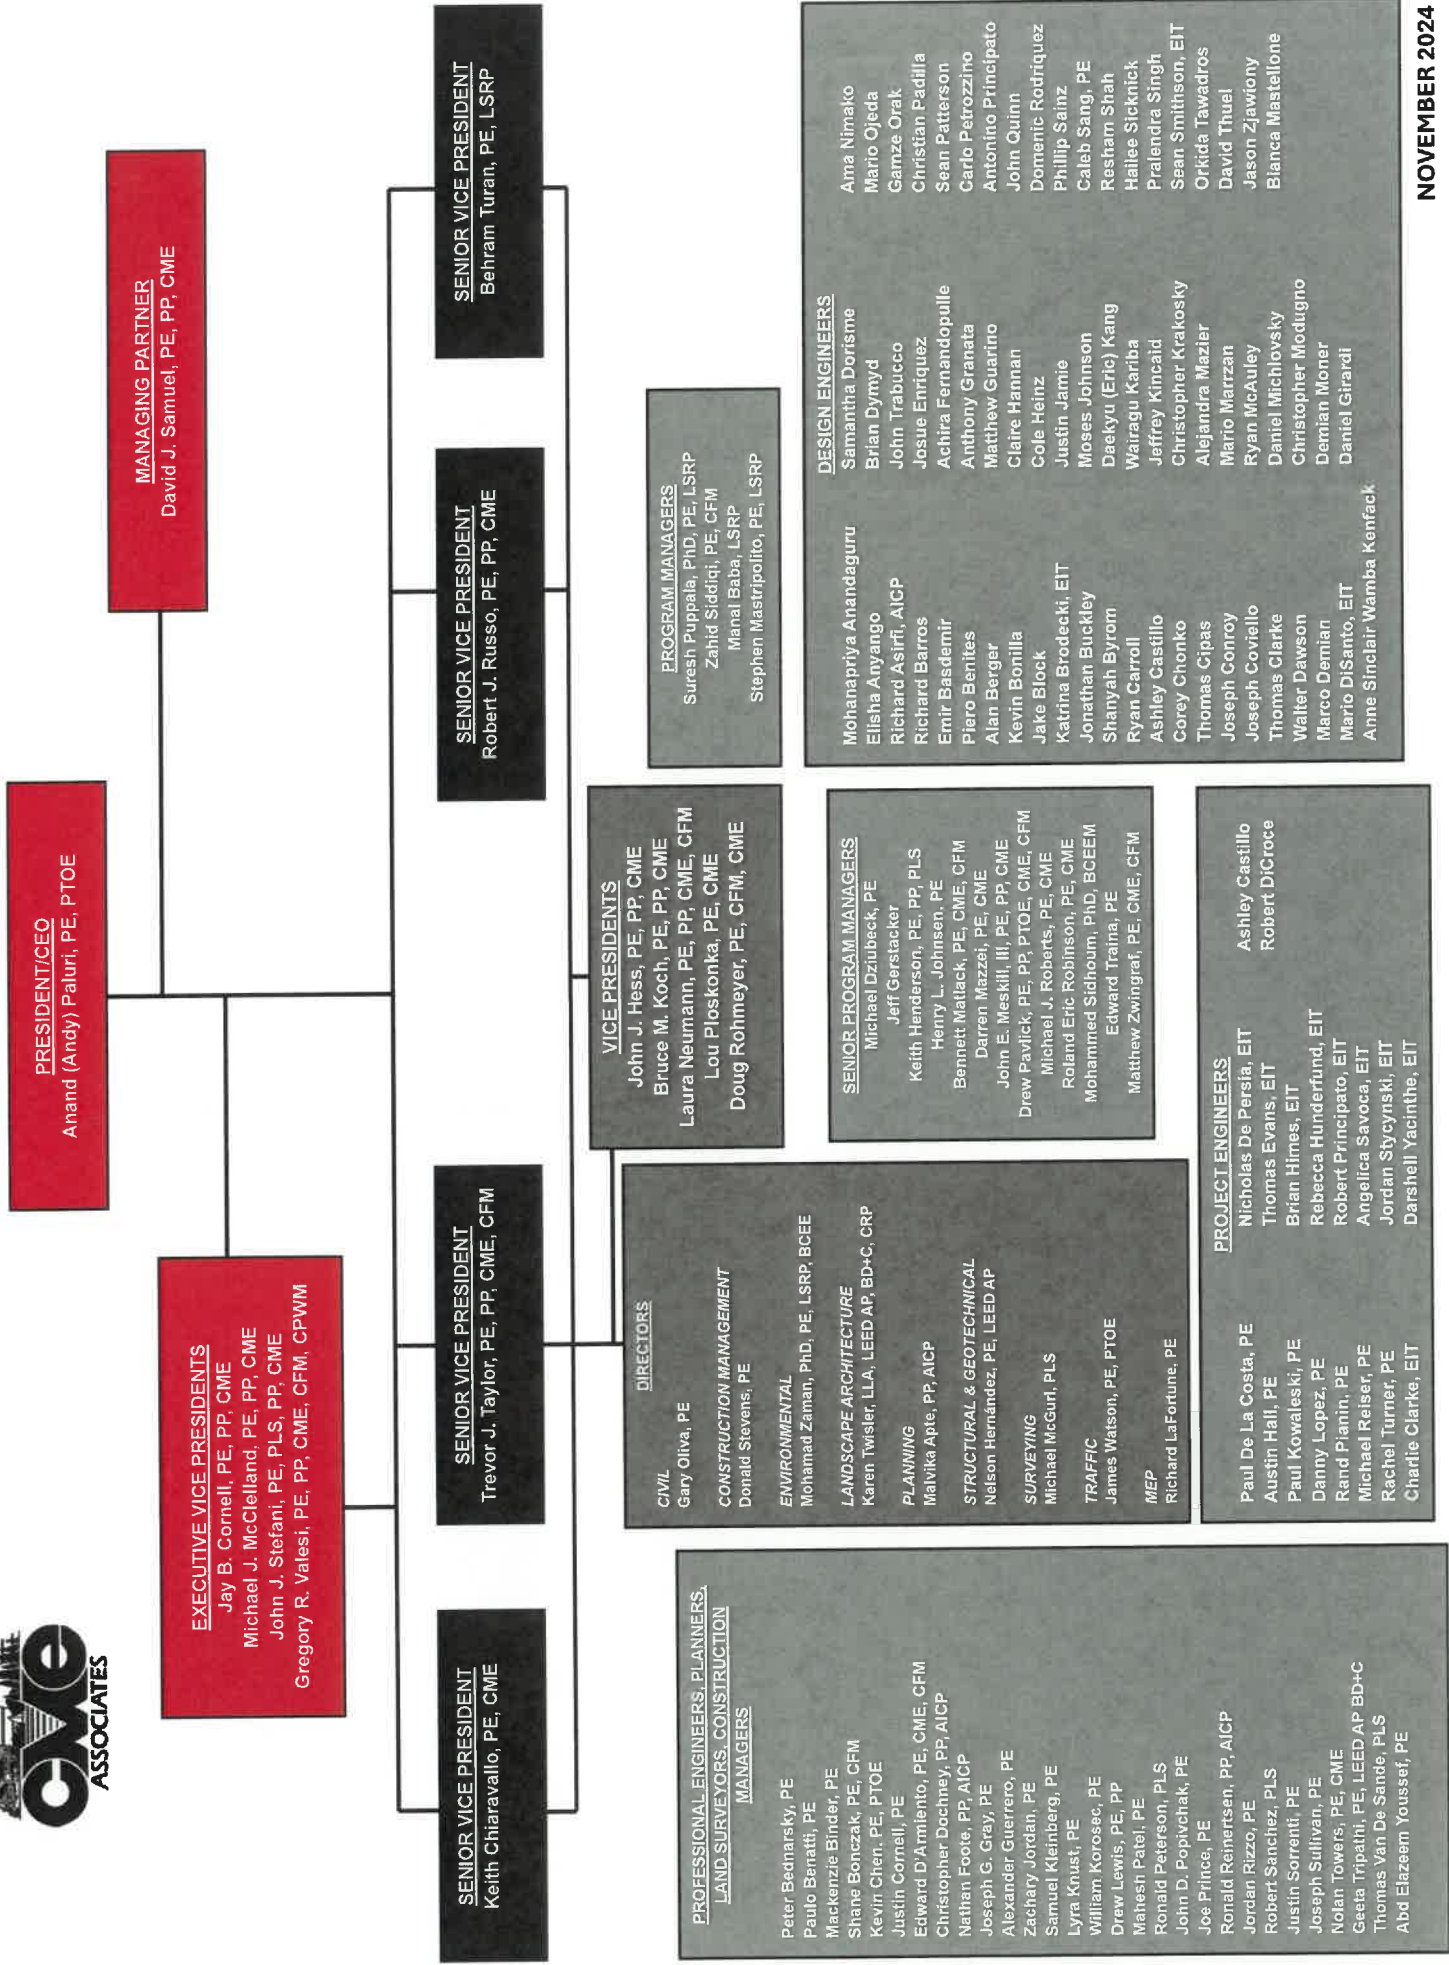 CME
ASSOCIATES
PRESIDENT/CEO
Anand (Andy) Paluri, PE, PTOE
MANAGING PARTNER
David J. Samuel, PE, PP, CME
EXECUTIVE VICE PRESIDENTS
Jay B. Cornell, PE, PP, CME
Michael J. McClelland, PE, PP, CME
John J. Stefani, PE, PLS, PP, CME
Gregory R. Valesi, PE, PP, CME, CFM, CPWM
SENIOR VICE PRESIDENT
Keith Chiaravallo, PE, CME
SENIOR VICE PRESIDENT
Trevor J. Taylor, PE, PP, CME, CFM
SENIOR VICE PRESIDENT
Robert J. Russo, PE, PP, CME
SENIOR VICE PRESIDENT
Behram Turan, PE, LSRP
VICE PRESIDENTS
John J. Hess, PE, PP, CME
Bruce M. Koch, PE, PP, CME
Laura Neumann, PE, PP, CME, CFM
Lou Ploskonka, PE, CME
Doug Rohmeyer, PE, CFM, CME
DIRECTORS
CIVIL
Gary Oliva, PE
CONSTRUCTION MANAGEMENT
Donald Stevens, PE
ENVIRONMENTAL
Mohamad Zaman, PhD, PE, LSRP, BCEE
LANDSCAPE ARCHITECTURE
Karen Twisler, LLA, LEED AP, BD+C, CRP
PLANNING
Malvika Apte, PP, AICP
STRUCTURAL & GEOTECHNICAL
Nelson Hernández, PE, LEED AP
SURVEYING
Michael McGurl, PLS
TRAFFIC
James Watson, PE, PTOE
MEP
Richard LaFortune, PE
PROGRAM MANAGERS
Suresh Puppala, PhD, PE, LSRP
Zahid Siddiqi, PE, CFM
Manal Baba, LSRP
Stephen Mastripolito, PE, LSRP
SENIOR PROGRAM MANAGERS
Michael Dziubeck, PE
Jeff Gerstacker
Keith Henderson, PE, PP, PLS
Henry L. Johnsen, PE
Bennett Matlack, PE, CME, CFM
Darren Mazzei, PE, CME
John E. Meskill, III, PE, PP, CME
Drew Pavlick, PE, PP, PTOE, CME, CFM
Michael J. Roberts, PE, CME
Roland Eric Robinson, PE, CME
Mohammed Sidhoum, PhD, BCEEM
Edward Traina, PE
Matthew Zwingraf, PE, CME, CFM
PROFESSIONAL ENGINEERS, PLANNERS,
LAND SURVEYORS, CONSTRUCTION
MANAGERS
Peter Bednarsky, PE
Paulo Benatti, PE
Mackenzie Binder, PE
Shane Bonczak, PE, CFM
Kevin Chen, PE, PTOE
Justin Cornell, PE
Edward D'Armiento, PE, CME, CFM
Christopher Dochney, PP, AICP
Nathan Foote, PP, AICP
Joseph G. Gray, PE
Alexander Guerrero, PE
Zachary Jordan, PE
Samuel Kleinberg, PE
Lyra Knust, PE
William Korosec, PE
Drew Lewis, PE, PP
Mahesh Patel, PE
Ronald Peterson, PLS
John D. Popivchak, PE
Joe Prince, PE
Ronald Reinertsen, PP, AICP
Jordan Rizzo, PE
Robert Sanchez, PLS
Justin Sorrenti, PE
Joseph Sullivan, PE
Nolan Towers, PE, CME
Geeta Tripathi, PE, LEED AP BD+C
Thomas Van De Sande, PLS
Abd Elazeem Youssef, PE
PROJECT ENGINEERS
Paul De La Costa, PE
Austin Hall, PE
Paul Kowaleski, PE
Danny Lopez, PE
Rand Pianin, PE
Michael Reiser, PE
Rachel Turner, PE
Charlie Clarke, EIT
Nicholas De Persia, EIT
Thomas Evans, EIT
Brian Himes, EIT
Rebecca Hunderfund, EIT
Robert Principato, EIT
Angelica Savoca, EIT
Jordan Stycynski, EIT
Darshell Yacinthe, EIT
Ashley Castillo
Robert DiCroce
DESIGN ENGINEERS
Mohanapriya Anandaguru
Elisha Anyango
Richard Asirfi, AICP
Richard Barros
Emir Basdemir
Piero Benites
Alan Berger
Kevin Bonilla
Jake Block
Katrina Brodecki, EIT
Jonathan Buckley
Shanyah Byrom
Ryan Carroll
Ashley Castillo
Corey Chonko
Thomas Cipas
Joseph Conroy
Joseph Coviello
Thomas Clarke
Walter Dawson
Marco Demian
Mario DiSanto, EIT
Anne Sinclair Wamba Kenfack
Samantha Dorisme
Brian Dymyd
John Trabucco
Josue Enriquez
Achira Fernandopulle
Anthony Granata
Matthew Guarino
Claire Hannan
Cole Heinz
Justin Jamie
Moses Johnson
Daekyu (Eric) Kang
Wairagu Kariba
Jeffrey Kincaid
Christopher Krakosky
Alejandra Mazier
Mario Marrzan
Ryan McAuley
Daniel Michlovsky
Christopher Modugno
Demian Moner
Daniel Girardi
Ama Nimako
Mario Ojeda
Gamze Orak
Christian Padilla
Sean Patterson
Carlo Petrozzino
Antonino Principato
John Quinn
Domenic Rodriquez
Phillip Sainz
Caleb Sang, PE
Resham Shah
Hailee Sicknick
Pralendra Singh
Sean Smithson, EIT
Orkida Tawadros
David Thuel
Jason Zjawiony
Bianca Mastellone
NOVEMBER 2024